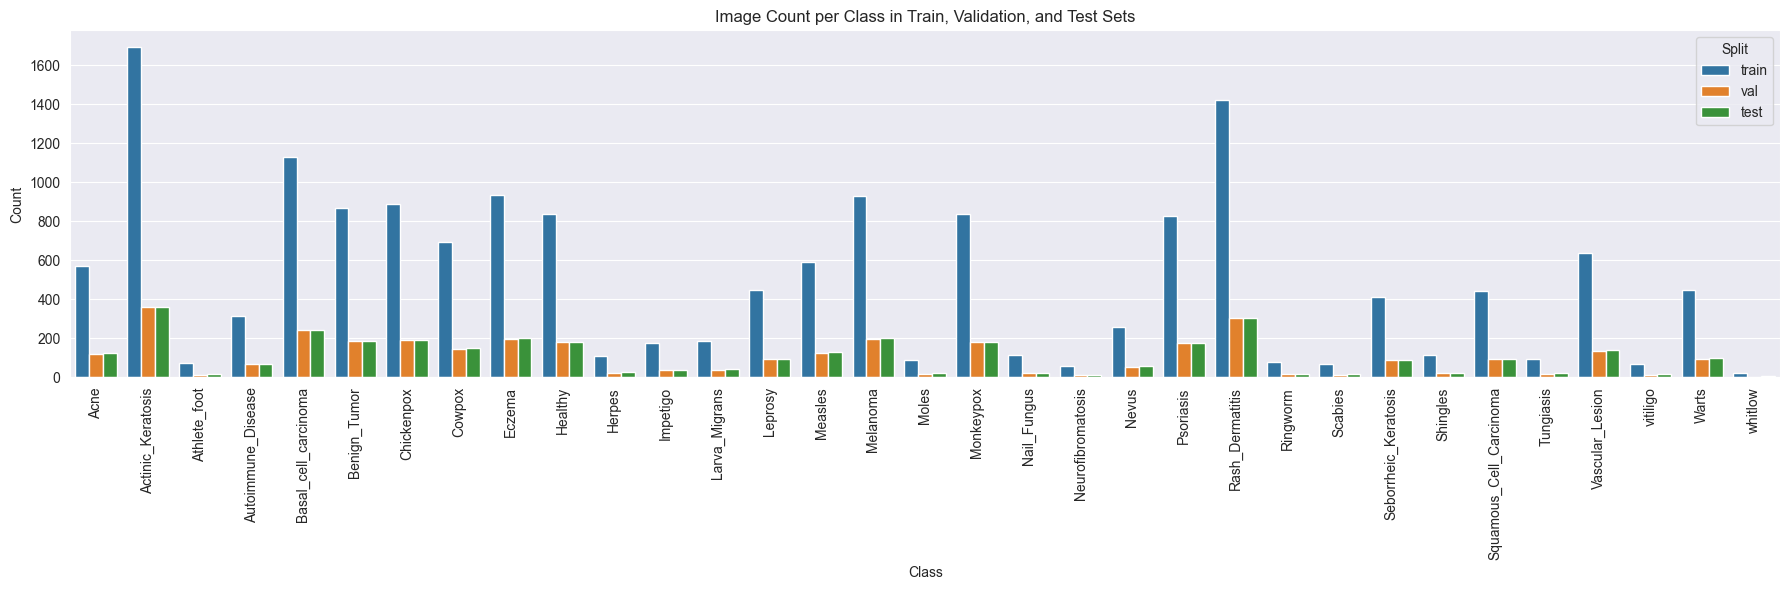 Image Count per Class in Train, Validation, and Test Sets
Split
train
val
test
Count
1600
1400
1200
1000
800
600
400
200
0
Acne
Actinic_Keratosis
Athlete_foot
Autoimmune_Disease
Basal_cell_carcinoma
Benign_Tumor
Chickenpox
Cowpox
Eczema
Healthy
Herpes
Impetigo
Larva_Migrans
Leprosy
Measles
Melanoma
Moles
Monkeypox
Nail_Fungus
Neurofibromatosis
Nevus
Psoriasis
Rash_Dermatitis
Ringworm
Scabies
Seborrheic_Keratosis
Shingles
Squamous_Cell_Carcinoma
Tungiasis
Vascular_Lesion
vitiligo
Warts
whitlow
Class